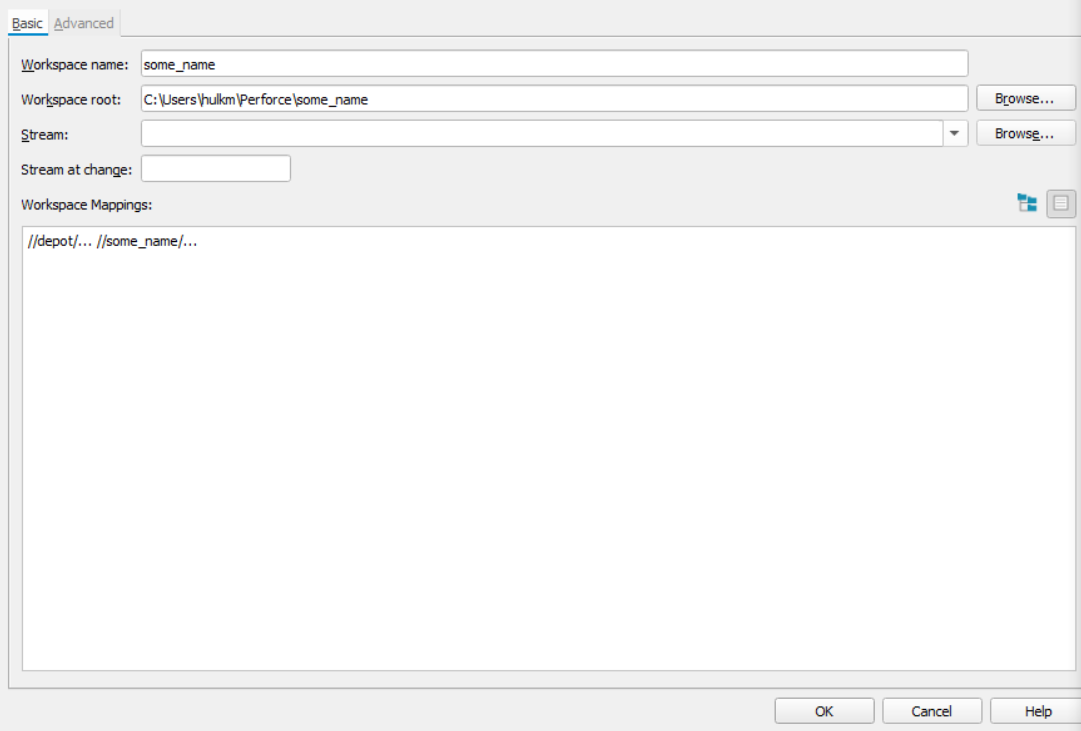 Basic Advanced
Workspace name: some_name
Workspace root: C:\Users\hulkm\Perforce\some_name Browse...
Stream: Browse...
Stream at change:
Workspace Mappings:
//depot/... //some_name/...
OK Cancel Help